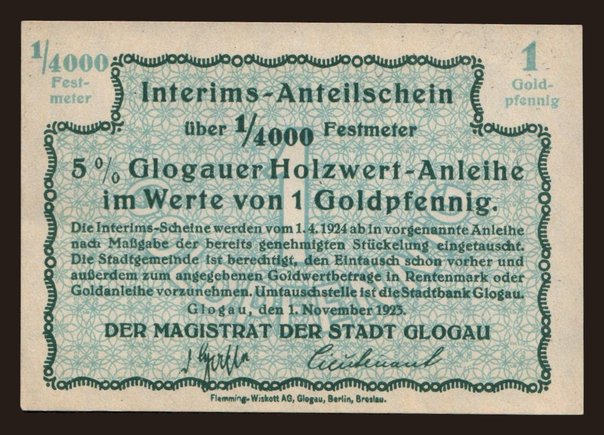 1/4000
Fest-
meter
1
Gold-
pfennig
Interims-Anteilschein
über 1/4000 Festmeter
5% Glogauer Holzwert-Anleihe
im Werte von 1 Goldpfennig.
Die Interims-Scheine werden vom 1.4.1924 ab in vorgenannte Anleihe
nach Maßgabe der bereits genehmigten Stückelung eingetauscht.
Die Stadtgemeinde ist berechtigt, den Eintausch schon vorher und
außerdem zum angegebenen Goldwertbetrage in Rentenmark oder
Goldanleihe vorzunehmen. Umtauschstelle ist die Stadtbank Glogau.
Glogau, den 1. November 1923.
DER MAGISTRAT DER STADT GLOGAU
Flemming-Wiskott AG, Glogau, Berlin, Breslau.